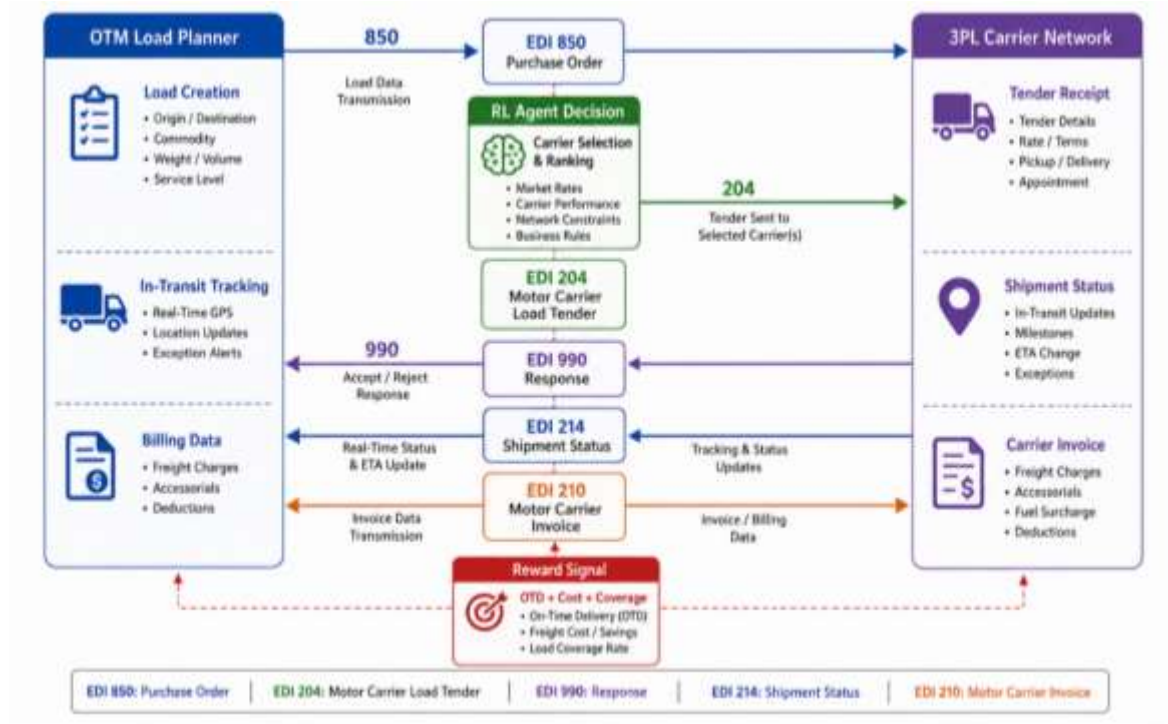 OTM Load Planner
Load Creation
• Origin / Destination
• Commodity
• Weight / Volume
• Service Level
In-Transit Tracking
• Real-Time GPS
• Location Updates
• Exception Alerts
Billing Data
• Freight Charges
• Accessorials
• Deductions
850
Load Data
Transmission
EDI 850
Purchase Order
RL Agent Decision
Carrier Selection
& Ranking
• Market Rates
• Carrier Performance
• Network Constraints
• Business Rules
204
Tender Sent to
Selected Carrier(s)
EDI 204
Motor Carrier
Load Tender
990
Accept / Reject
Response
EDI 990
Response
EDI 214
Shipment Status
Real-Time Status
& ETA Update
Tracking & Status
Updates
EDI 210
Motor Carrier
Invoice
Invoice Data
Transmission
Invoice / Billing
Data
Reward Signal
OTD + Cost + Coverage
• On-Time Delivery (OTD)
• Freight Cost / Savings
• Load Coverage Rate
3PL Carrier Network
Tender Receipt
• Tender Details
• Rate / Terms
• Pickup / Delivery
• Appointment
Shipment Status
• In-Transit Updates
• Milestones
• ETA Change
• Exceptions
Carrier Invoice
• Freight Charges
• Accessorials
• Fuel Surcharge
• Deductions
EDI 850: Purchase Order | EDI 204: Motor Carrier Load Tender | EDI 990: Response | EDI 214: Shipment Status | EDI 210: Motor Carrier Invoice